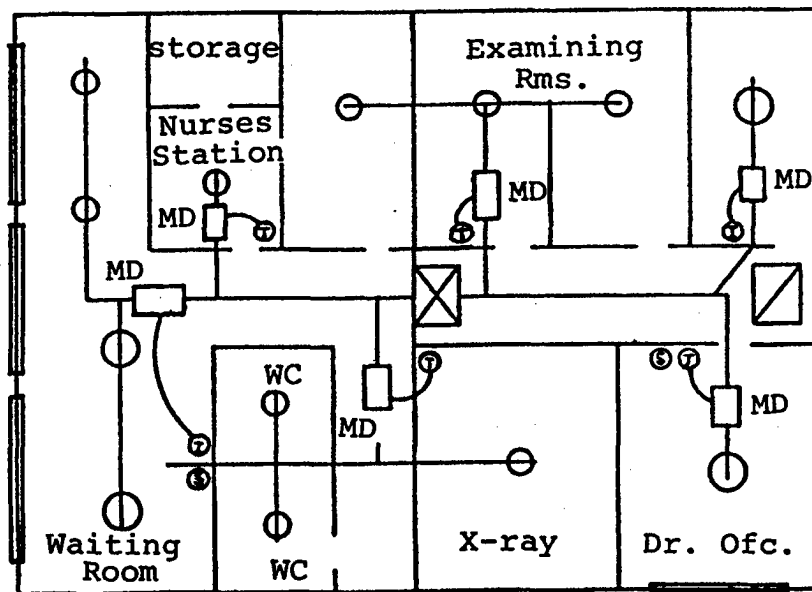 storage
Examining
Rms.
Nurses
Station
MD
MD
MD
T
T
T
MD
WC
T
S
T
MD
MD
T
S
Waiting
Room
WC
X-ray
Dr. Ofc.